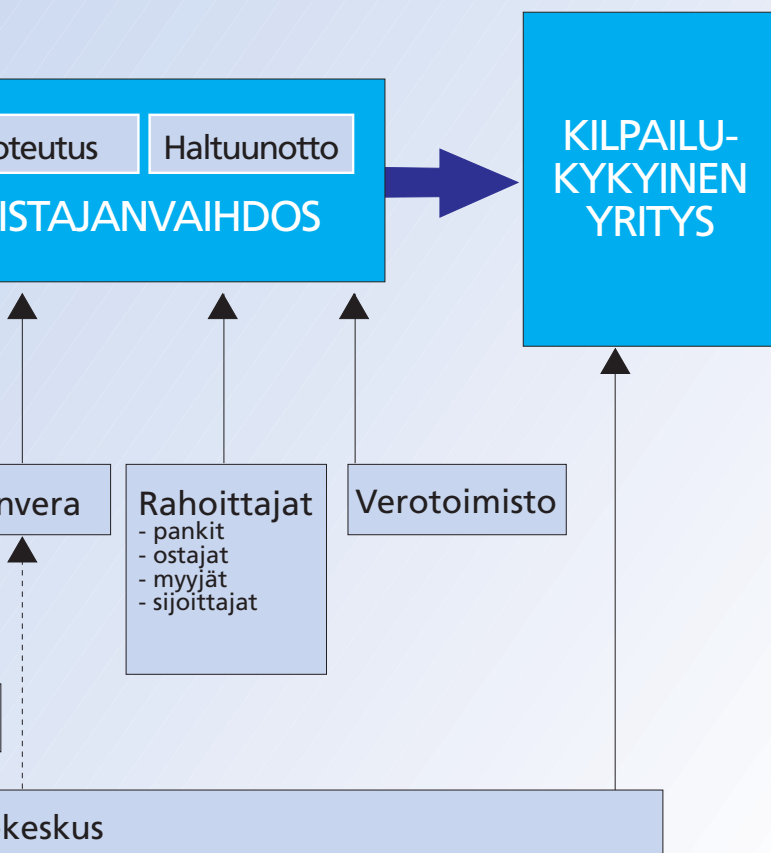 oteutus
Haltuunotto
ISTAJANVAIHDOS
KILPAILU-
KYKYINEN
YRITYS
nvera
Rahoittajat
- pankit
- ostajat
- myyjät
- sijoittajat
Verotoimisto
keskus